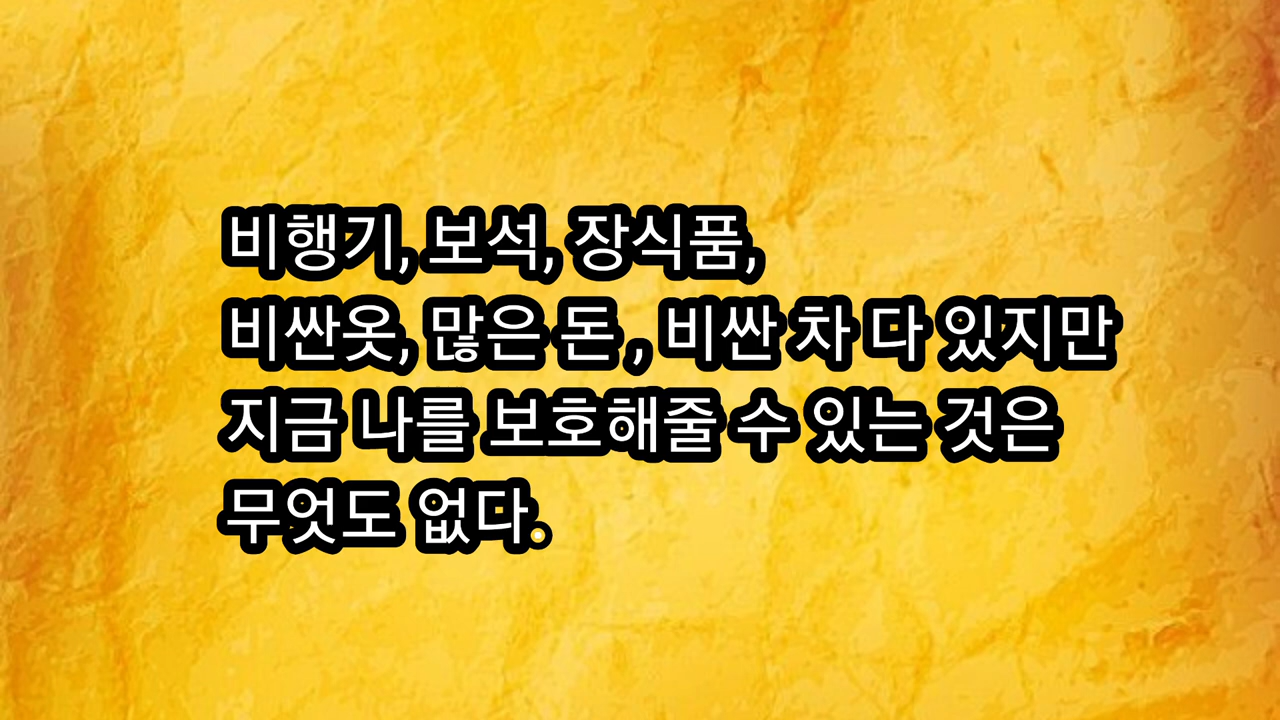 비행기, 보석, 장식품,
비싼옷, 많은 돈 , 비싼 차 다 있지만
지금 나를 보호해줄 수 있는 것은
무엇도 없다.